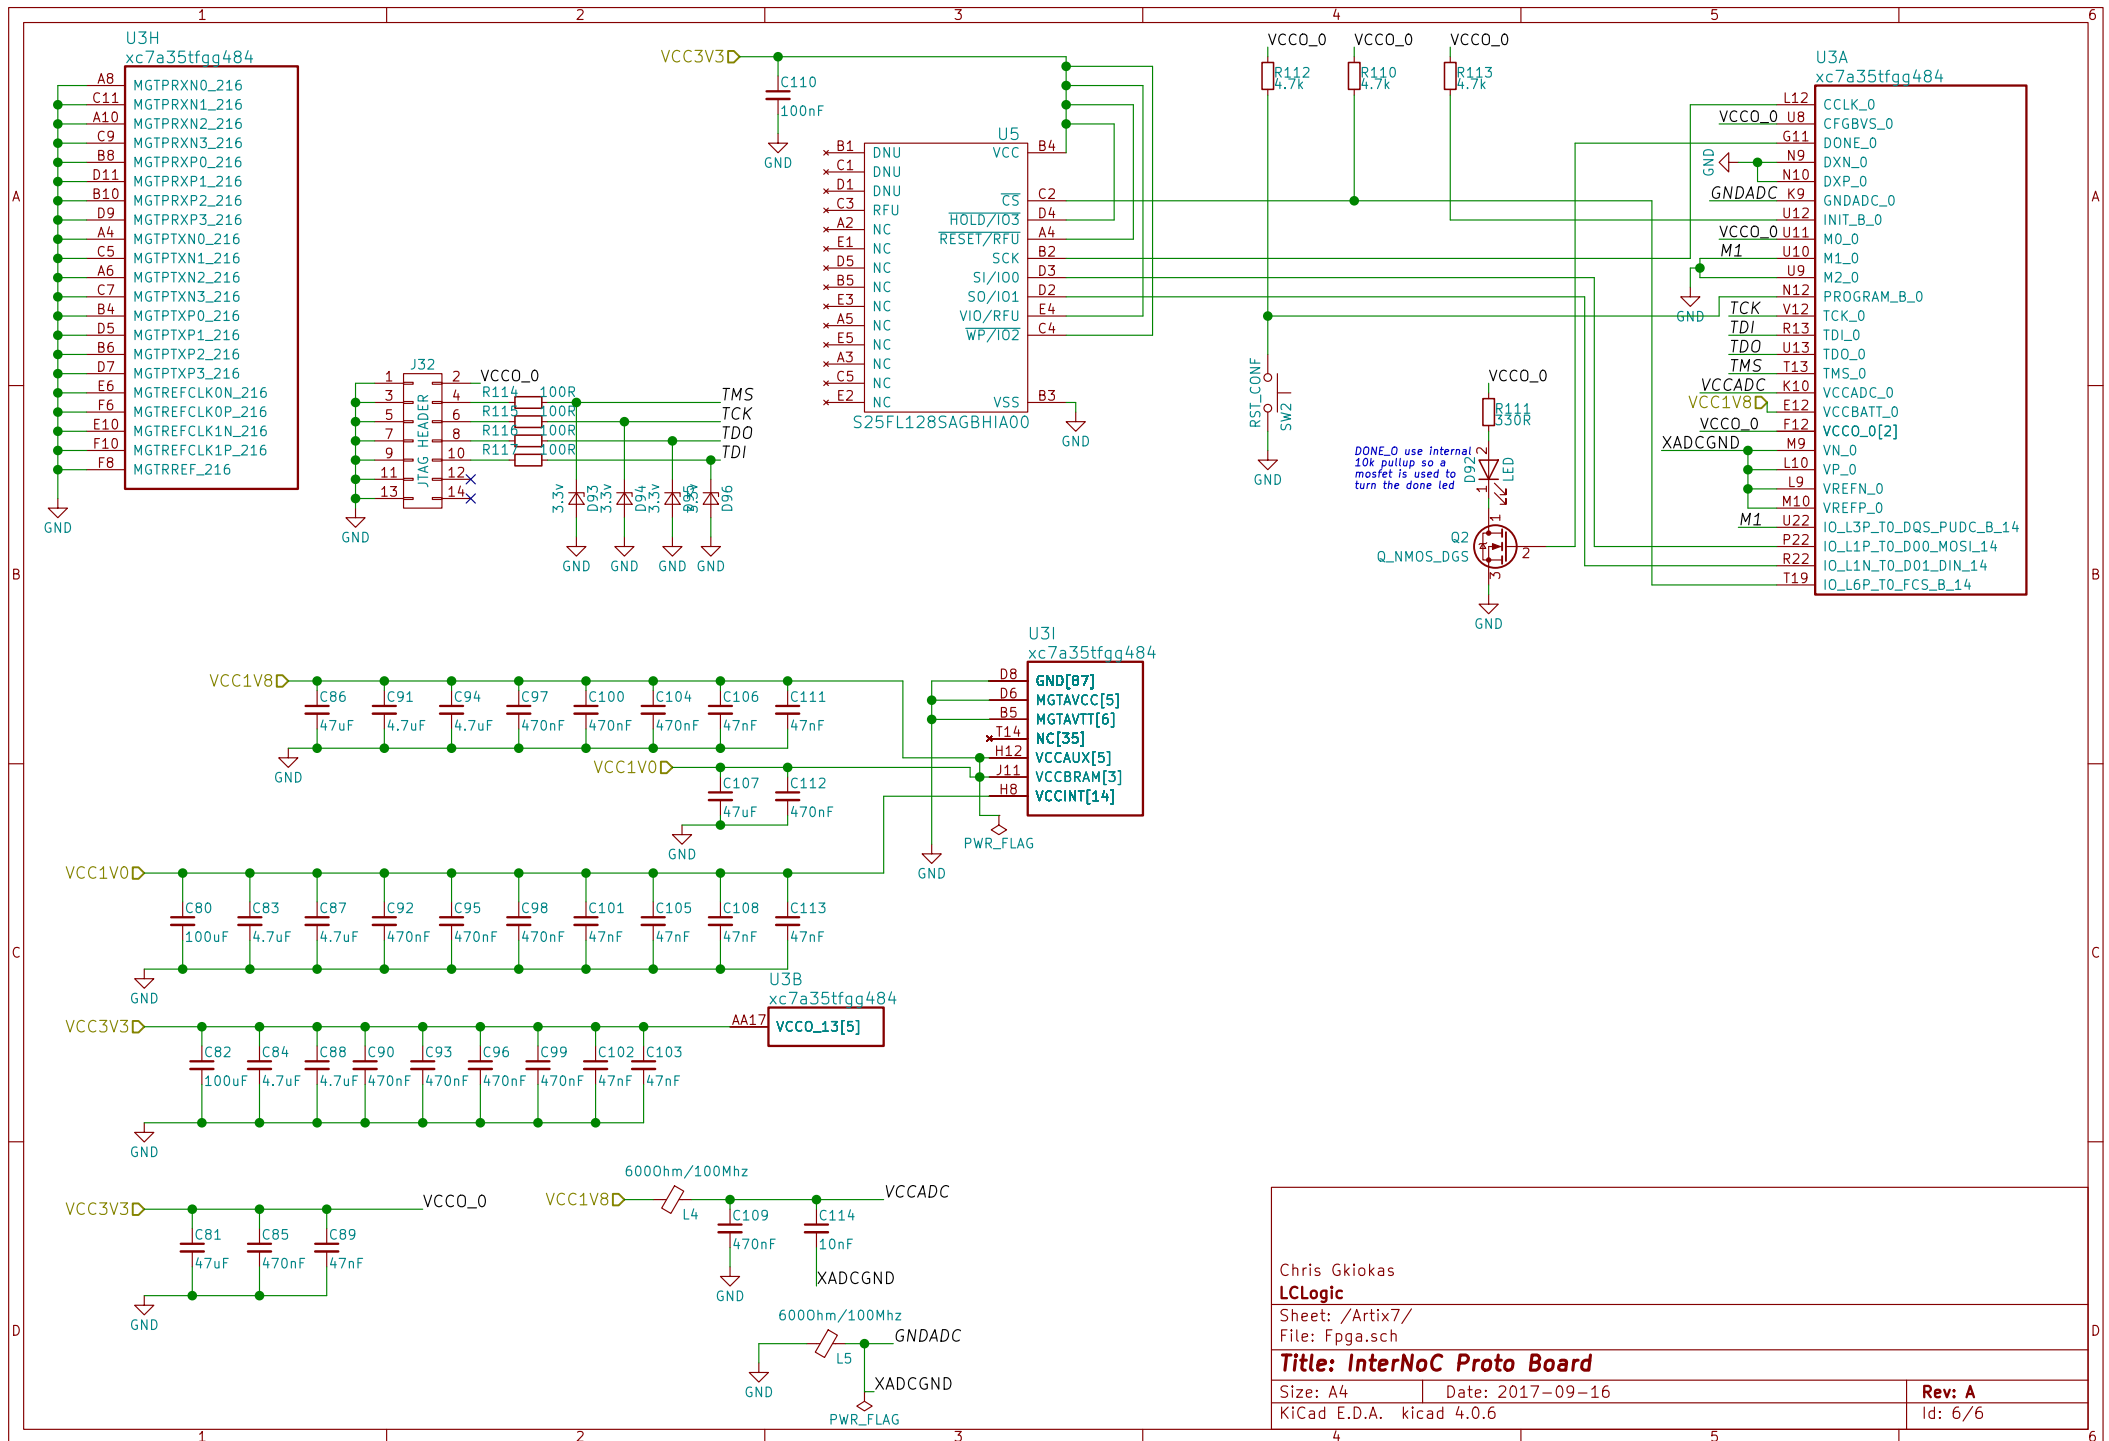 1 2 3 4 5 6
A
B
C
D
U3H
xc7a35tfgg484
A8 MGTPRXN0_216
C11 MGTPRXN1_216
A10 MGTPRXN2_216
C9 MGTPRXN3_216
B8 MGTPRXP0_216
D11 MGTPRXP1_216
B10 MGTPRXP2_216
D9 MGTPRXP3_216
A4 MGTPTXN0_216
C5 MGTPTXN1_216
A6 MGTPTXN2_216
C7 MGTPTXN3_216
B4 MGTPTXP0_216
D5 MGTPTXP1_216
B6 MGTPTXP2_216
D7 MGTPTXP3_216
E6 MGTREFCLK0N_216
F6 MGTREFCLK0P_216
E10 MGTREFCLK1N_216
F10 MGTREFCLK1P_216
F8 MGTRREF_216
GND
J32
JTAG HEADER
1 2 VCCO_0
3 4 R114 100R TMS
5 6 R115 100R TCK
7 8 R116 100R TDO
9 10 R117 100R TDI
11 12
13 14
GND
3.3v D93
3.3v D94
3.3v D95
3.3v D96
GND GND GND GND
VCC3V3
C110
100nF
GND
U5
B1 DNU
C1 DNU
D1 DNU
C3 RFU
A2 NC
E1 NC
D5 NC
B5 NC
E3 NC
A5 NC
E5 NC
A3 NC
C5 NC
E2 NC
VCC B4
CS C2
HOLD/IO3 D4
RESET/RFU A4
SCK B2
SI/IO0 D3
SO/IO1 D2
VIO/RFU E4
WP/IO2 C4
VSS B3
S25FL128SAGBHIA00
GND
VCCO_0 VCCO_0 VCCO_0
R112 R110 R113
4.7k 4.7k 4.7k
RST_CONF
SW2
GND
VCCO_0
R111
330R
DONE_O use internal
10k pullup so a
mosfet is used to
turn the done led
2
D92 LED
1
1
Q2
Q_NMOS_DGS
2
3
GND
U3A
xc7a35tfgg484
L12 CCLK_0
VCCO_0 U8 CFGBVS_0
G11 DONE_0
GND N9 DXN_0
N10 DXP_0
GNDADC K9 GNDADC_0
U12 INIT_B_0
VCCO_0 U11 M0_0
M1 U10 M1_0
U9 M2_0
GND
N12 PROGRAM_B_0
TCK V12 TCK_0
TDI R13 TDI_0
TDO U13 TDO_0
TMS T13 TMS_0
VCCADC K10 VCCADC_0
VCC1V8 E12 VCCBATT_0
VCCO_0 F12 VCCO_0[2]
XADCGND M9 VN_0
L10 VP_0
L9 VREFN_0
M10 VREFP_0
M1 U22 IO_L3P_T0_DQS_PUDC_B_14
P22 IO_L1P_T0_D00_MOSI_14
R22 IO_L1N_T0_D01_DIN_14
T19 IO_L6P_T0_FCS_B_14
U3I
xc7a35tfgg484
D8 GND[87]
D6 MGTAVCC[5]
B5 MGTAVTT[6]
T14 NC[35]
H12 VCCAUX[5]
J11 VCCBRAM[3]
H8 VCCINT[14]
PWR_FLAG
GND
VCC1V8
C86 C91 C94 C97 C100 C104 C106 C111
47uF 4.7uF 4.7uF 470nF 470nF 470nF 47nF 47nF
GND
VCC1V0
C107 C112
47uF 470nF
GND
VCC1V0
C80 C83 C87 C92 C95 C98 C101 C105 C108 C113
100uF 4.7uF 4.7uF 470nF 470nF 470nF 47nF 47nF 47nF 47nF
GND
U3B
xc7a35tfgg484
VCC3V3
AA17 VCCO_13[5]
C82 C84 C88 C90 C93 C96 C99 C102 C103
100uF 4.7uF 4.7uF 470nF 470nF 470nF 470nF 47nF 47nF
GND
VCC3V3 VCCO_0
C81 C85 C89
47uF 470nF 47nF
GND
600Ohm/100Mhz
VCC1V8 L4 VCCADC
C109 C114
470nF 10nF
GND XADCGND
600Ohm/100Mhz
L5 GNDADC
GND XADCGND
PWR_FLAG
Chris Gkiokas
LCLogic
Sheet: /Artix7/
File: Fpga.sch
Title: InterNoC Proto Board
Size: A4 Date: 2017-09-16 Rev: A
KiCad E.D.A. kicad 4.0.6 Id: 6/6
1 2 3 4 5 6
A
B
C
D